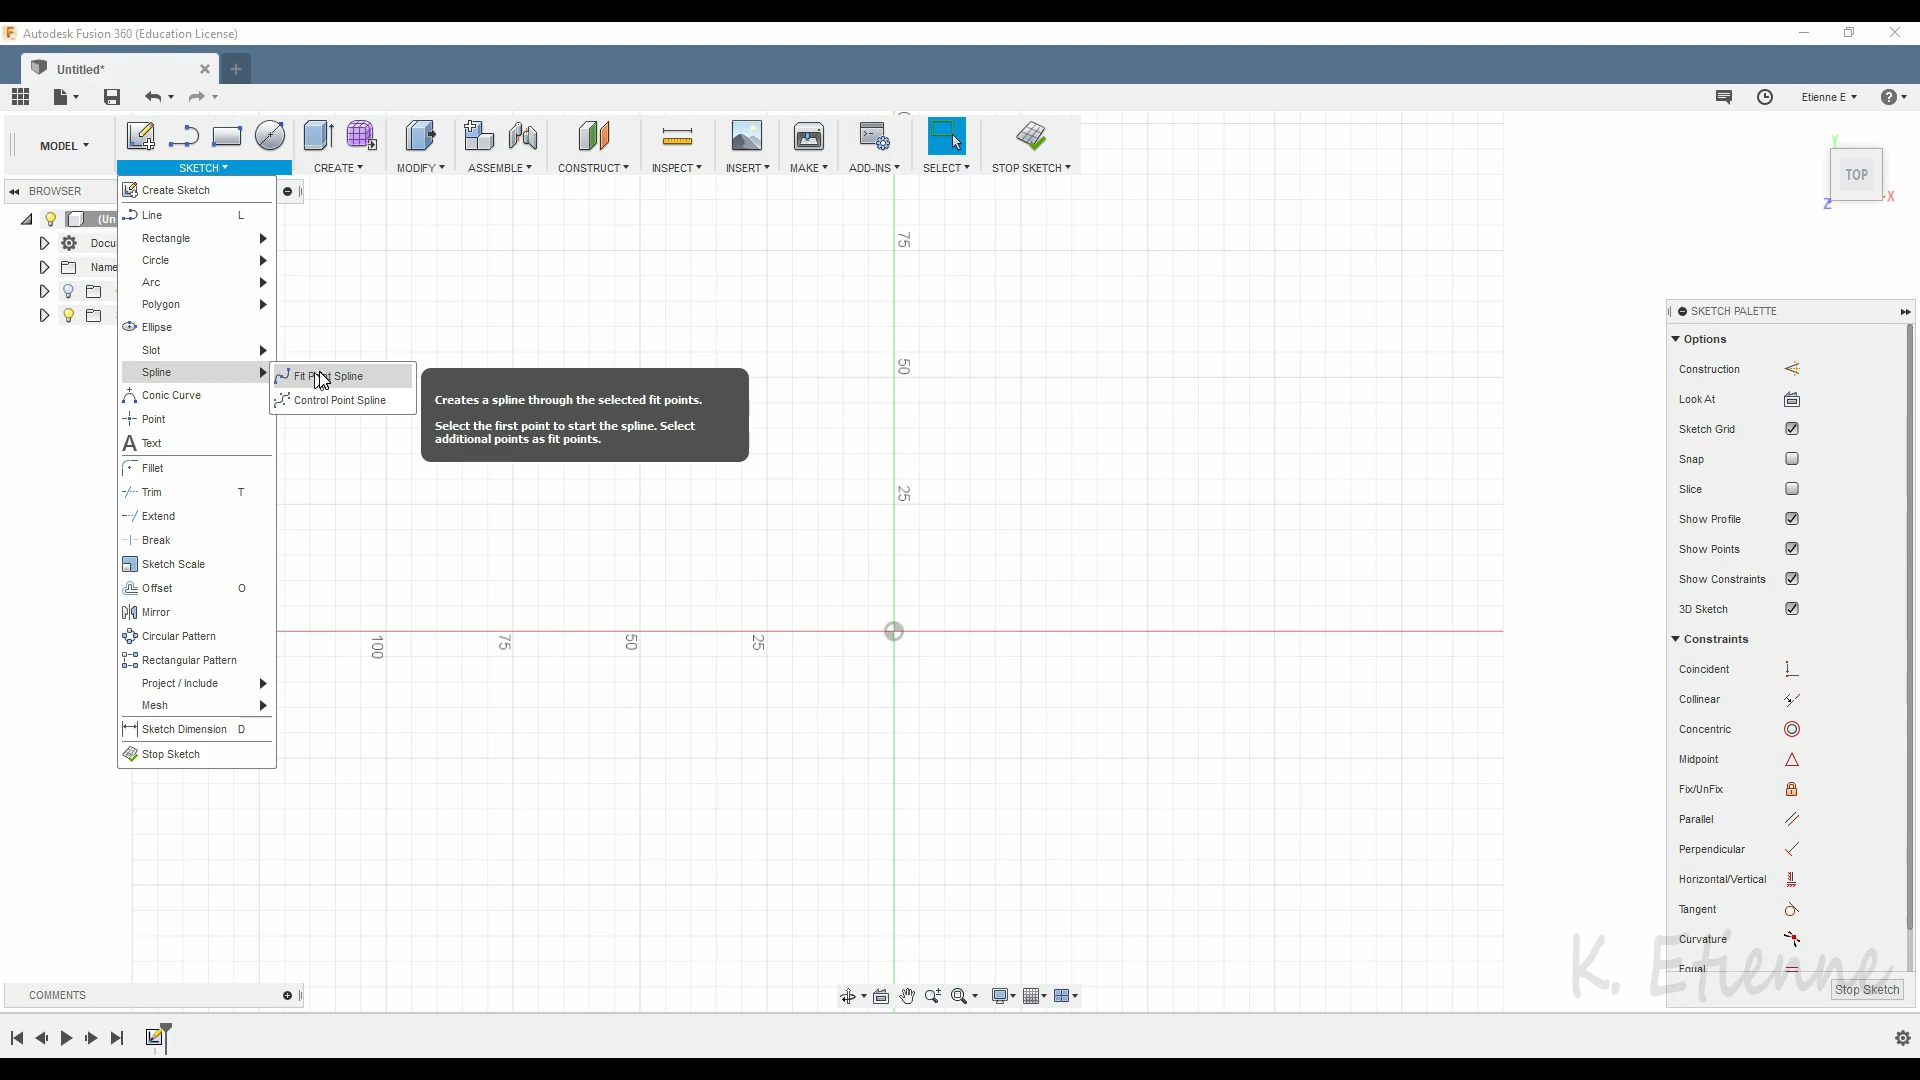 Autodesk Fusion 360 (Education License)
Untitled*
Etienne E
MODEL
SKETCH
CREATE
MODIFY
ASSEMBLE
CONSTRUCT
INSPECT
INSERT
MAKE
ADD-INS
SELECT
STOP SKETCH
BROWSER
(Un
Docu
Name
Create Sketch
Line L
Rectangle
Circle
Arc
Polygon
Ellipse
Slot
Spline
Conic Curve
Point
Text
Fillet
Trim T
Extend
Break
Sketch Scale
Offset O
Mirror
Circular Pattern
Rectangular Pattern
Project / Include
Mesh
Sketch Dimension D
Stop Sketch
Fit Point Spline
Control Point Spline
Creates a spline through the selected fit points.
Select the first point to start the spline. Select
additional points as fit points.
75
50
25
100
75
50
25
TOP
Y
X
Z
SKETCH PALETTE
Options
Construction
Look At
Sketch Grid
Snap
Slice
Show Profile
Show Points
Show Constraints
3D Sketch
Constraints
Coincident
Collinear
Concentric
Midpoint
Fix/UnFix
Parallel
Perpendicular
Horizontal/Vertical
Tangent
Curvature
Equal
Stop Sketch
K. Etienne
COMMENTS